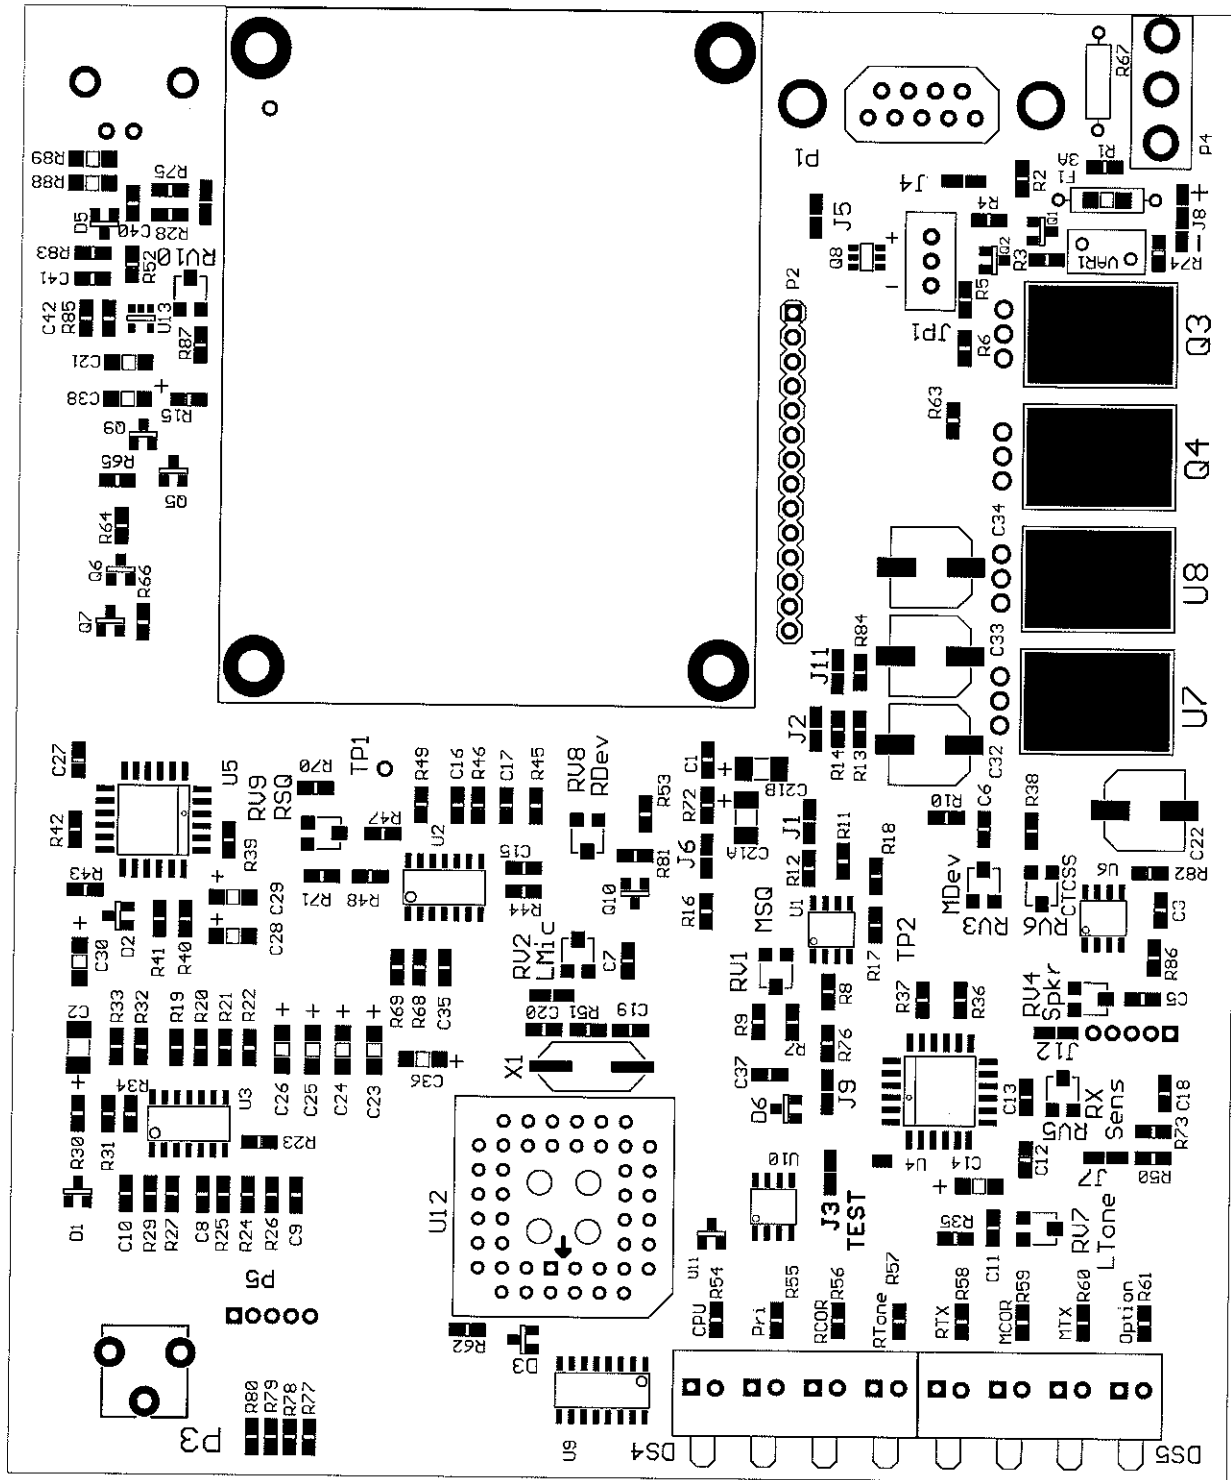 R89
R88
R75
D5
C40
R28
R83
R52
RV10
C41
C42
R85
U13
R87
C21
C38
+
R15
Q9
R65
Q5
R64
Q6
R66
Q7
P1
R67
P4
J4
R2
F1
3A
R1
J5
R4
Q1
+
J8
-
Q8
+
-
Q2
R3
VAR1
R74
P2
R5
JP1
R6
Q3
R63
Q4
C34
U8
C33
R84
J11
U7
J2
R14
R13
C32
C27
U5
R42
RV9
RSQ
R70
TP1
R49
C16
R46
C17
R45
RV8
RDev
R53
C1
+
C21B
R72
+
C21A
J1
R10
C6
R38
C22
R39
R47
U2
R43
+
C29
R71
R48
C15
R44
R81
J6
R12
R11
R18
MDev
RV3
CTCSS
RV6
U6
R82
C30
+
D2
R41
R40
+
C28
Q10
R16
MSQ
U1
R17
TP2
C3
R86
RV2
LMic
C7
RV1
C2
+
R33
R32
R19
R20
R21
R22
R69
R68
C35
C20
R51
C19
R9
R7
R8
R76
R37
R36
RV4
Spkr
C5
J12
R34
U3
+
C26
+
C25
+
C24
+
C23
C36
+
X1
C37
D6
J9
C13
RV5
RX
Sens
C18
R73
R30
R31
R23
U12
U10
U4
C14
+
C12
J7
R50
D1
C10
R29
R27
C8
R25
R24
R26
C9
J3
TEST
R35
C11
RV7
LTone
P5
U11
R54
CPU
R55
Pri
R56
RCOR
R57
RTone
R58
RTX
R59
MCOR
R60
MTX
R61
Option
R62
D3
P3
R80
R79
R78
R77
U9
DS4
DS5